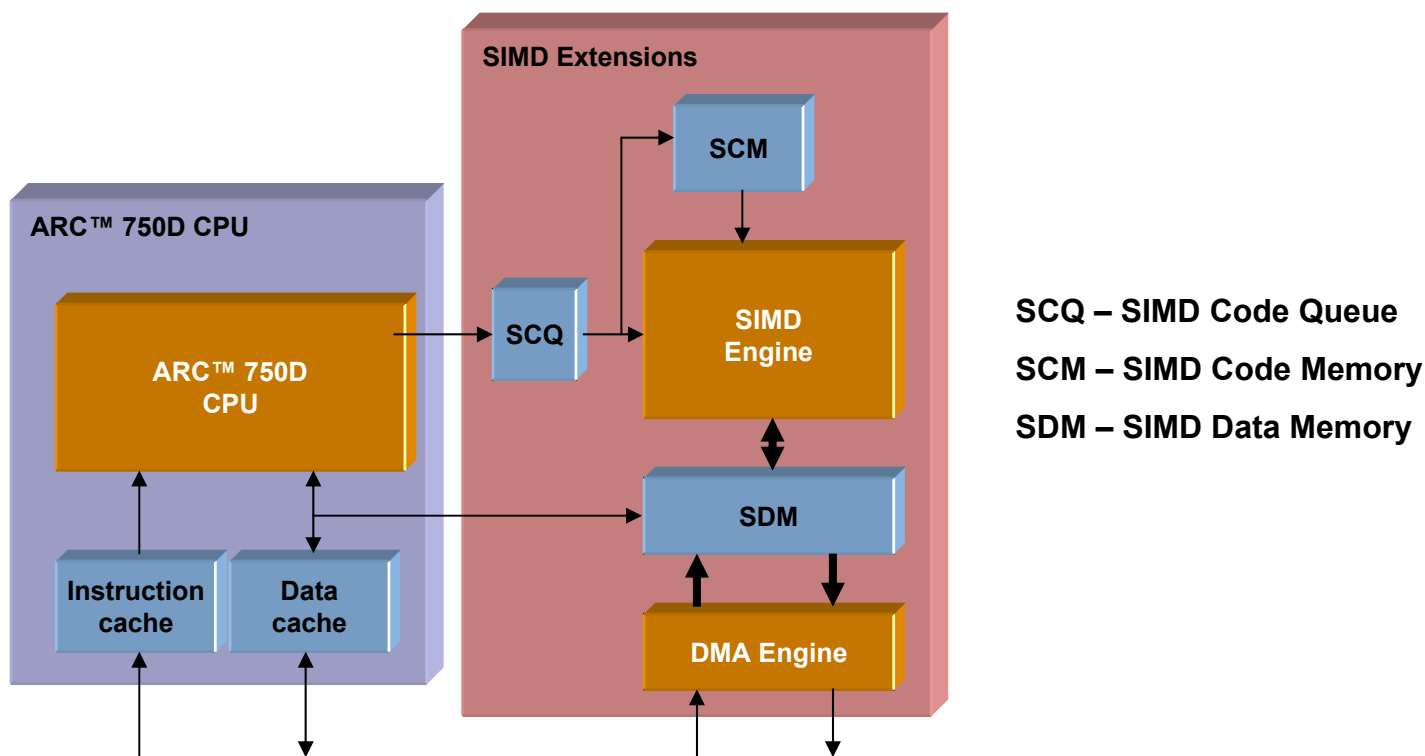 SIMD Extensions
SCM
ARC™ 750D CPU
SCQ
SIMD
Engine
ARC™ 750D
CPU
SDM
Instruction
cache
Data
cache
DMA Engine
SCQ – SIMD Code Queue
SCM – SIMD Code Memory
SDM – SIMD Data Memory